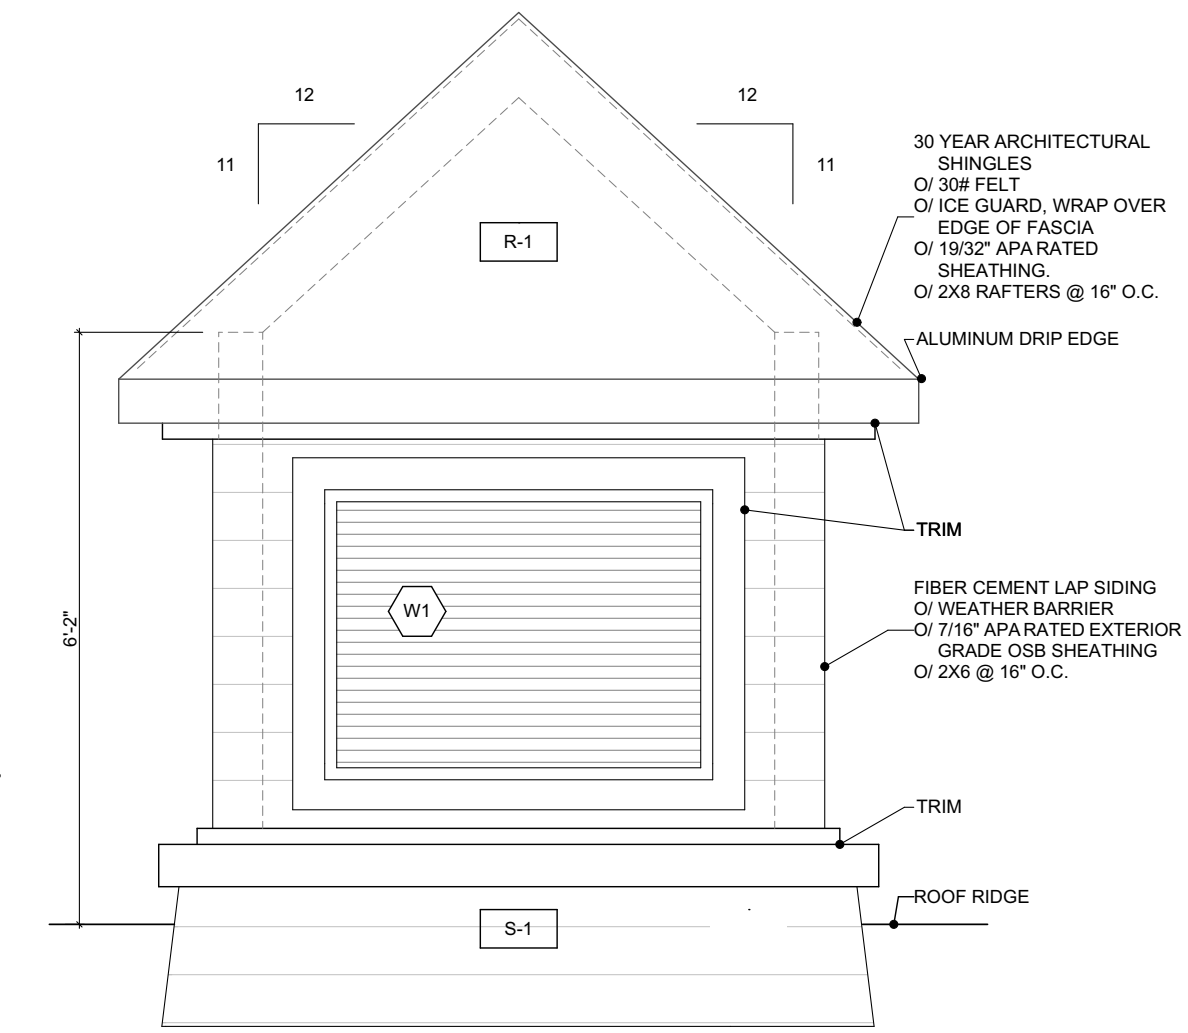 12
12
11
11
30 YEAR ARCHITECTURAL
SHINGLES
O/ 30# FELT
O/ ICE GUARD, WRAP OVER
EDGE OF FASCIA
O/ 19/32" APA RATED
SHEATHING.
O/ 2X8 RAFTERS @ 16" O.C.
R-1
ALUMINUM DRIP EDGE
TRIM
W1
6'-2"
FIBER CEMENT LAP SIDING
O/ WEATHER BARRIER
O/ 7/16" APA RATED EXTERIOR
GRADE OSB SHEATHING
O/ 2X6 @ 16" O.C.
TRIM
ROOF RIDGE
S-1